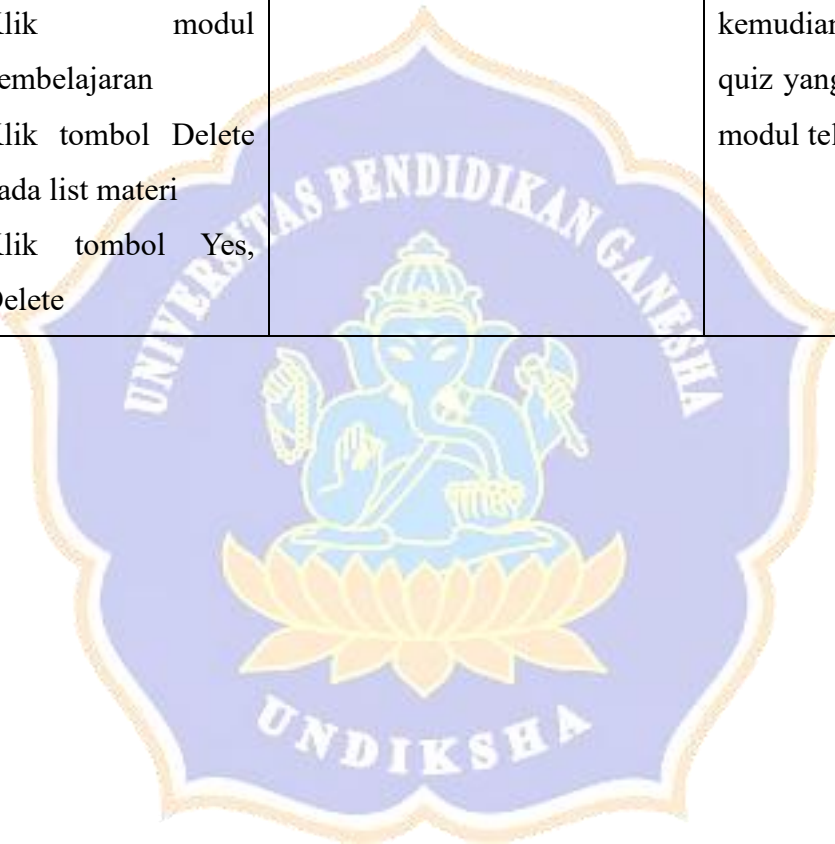 Klik modul
pembelajaran
Klik tombol Delete
pada list materi
Klik tombol Yes,
Delete
kemudian
quiz yang
modul
UNIVERSITAS PENDIDIKAN GANESHA
UNDIKSHA